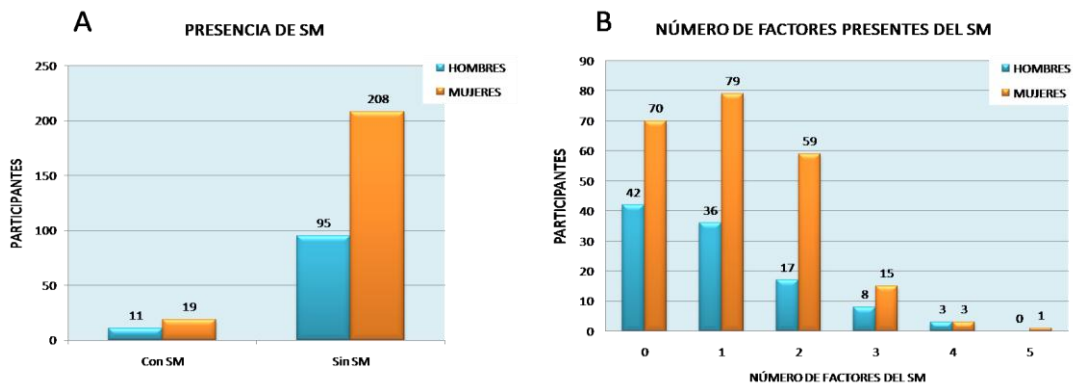 A
PRESENCIA DE SM
HOMBRES
MUJERES
PARTICIPANTES
250
200
150
100
50
0
11
19
95
208
Con SM
Sin SM
B
NÚMERO DE FACTORES PRESENTES DEL SM
HOMBRES
MUJERES
PARTICIPANTES
90
80
70
60
50
40
30
20
10
0
42
70
36
79
17
59
8
15
3
3
0
1
0
1
2
3
4
5
NÚMERO DE FACTORES DEL SM